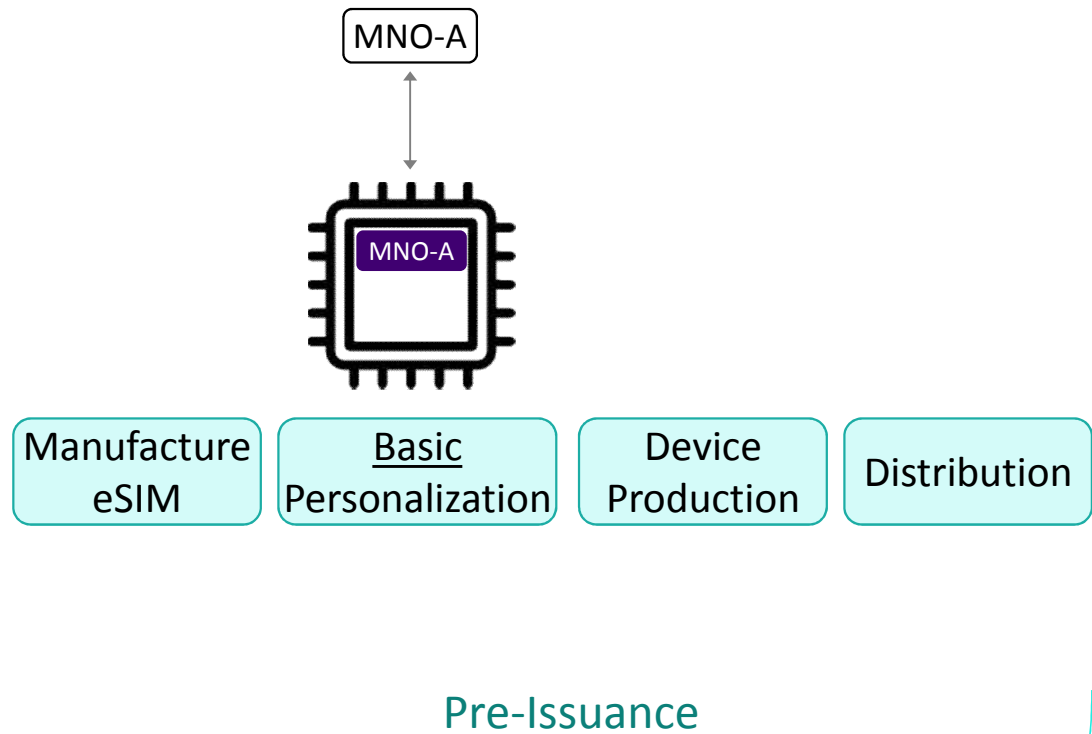 MNO-A
MNO-A
Manufacture
eSIM
Basic
Personalization
Device
Production
Distribution
Pre-Issuance